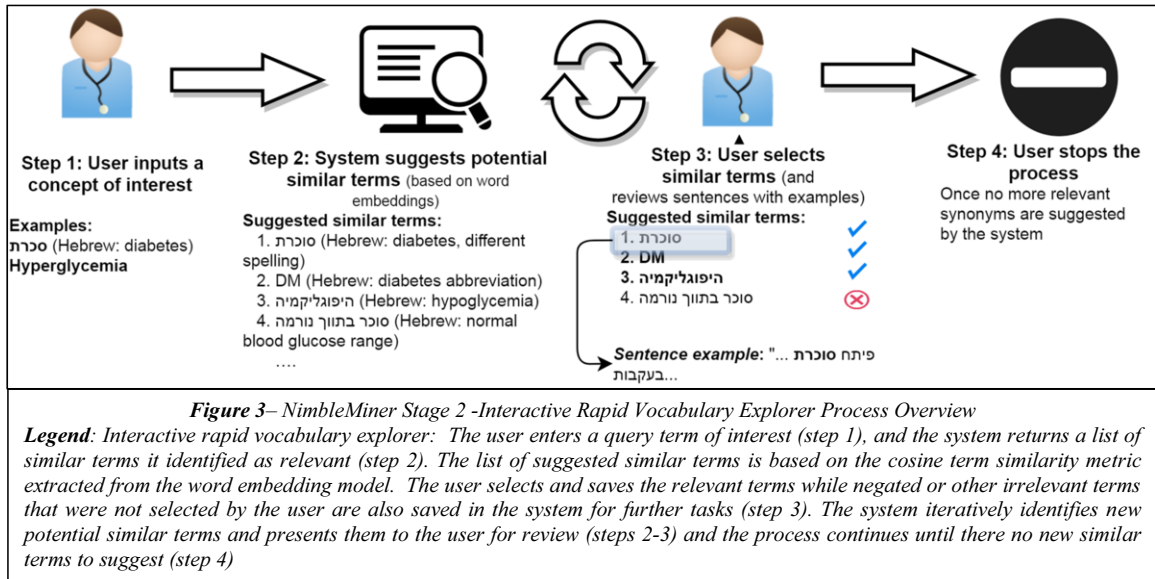 Step 1: User inputs a
concept of interest
Examples:
סכרת (Hebrew: diabetes)
Hyperglycemia
Step 2: System suggests potential
similar terms (based on word
embeddings)
Suggested similar terms:
1. סוכרת (Hebrew: diabetes, different
spelling)
2. DM (Hebrew: diabetes abbreviation)
3. היפוגליקמיה (Hebrew: hypoglycemia)
4. סוכר בתווך נורמה (Hebrew: normal
blood glucose range)
....
Step 3: User selects
similar terms (and
reviews sentences with examples)
Suggested similar terms:
1. סוכרת
2. DM
3. היפוגליקמיה
4. סוכר בתווך נורמה
Sentence example: "... פיתח סוכרת
בעקבות...
Step 4: User stops the
process
Once no more relevant
synonyms are suggested
by the system
Figure 3– NimbleMiner Stage 2 -Interactive Rapid Vocabulary Explorer Process Overview
Legend: Interactive rapid vocabulary explorer: The user enters a query term of interest (step 1), and the system returns a list of
similar terms it identified as relevant (step 2). The list of suggested similar terms is based on the cosine term similarity metric
extracted from the word embedding model. The user selects and saves the relevant terms while negated or other irrelevant terms
that were not selected by the user are also saved in the system for further tasks (step 3). The system iteratively identifies new
potential similar terms and presents them to the user for review (steps 2-3) and the process continues until there no new similar
terms to suggest (step 4)